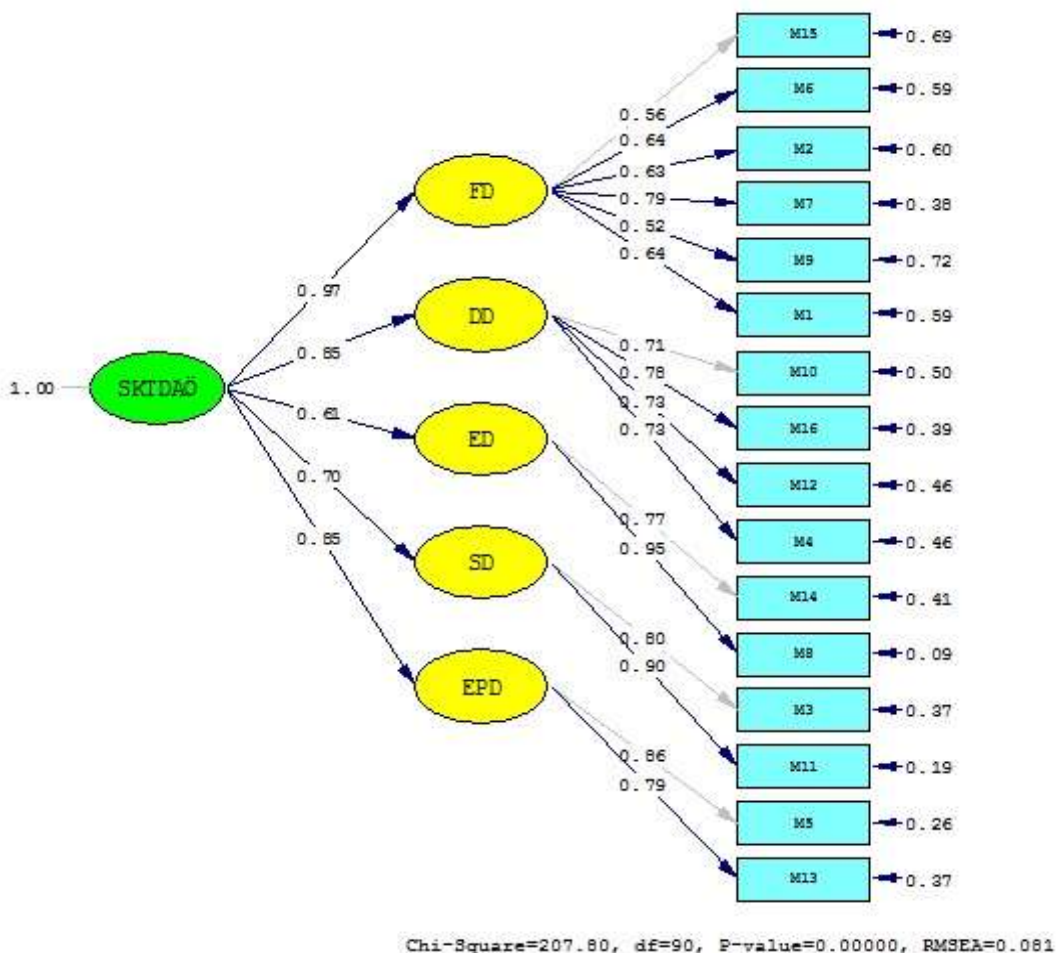 M15
0.69
M6
0.59
0.56
0.64
M2
0.60
0.63
FD
0.79
M7
0.38
0.52
0.64
M9
0.72
0.97
DD
M1
0.59
0.71
0.85
M10
0.50
0.78
1.00
SKTDAÖ
0.73
0.61
0.73
M16
0.39
ED
0.70
M12
0.46
0.77
0.85
0.95
M4
0.46
SD
M14
0.41
0.80
0.90
M8
0.09
EPD
M3
0.37
0.86
0.79
M11
0.19
M5
0.26
M13
0.37
Chi-Square=207.80, df=90, P-value=0.00000, RMSEA=0.081